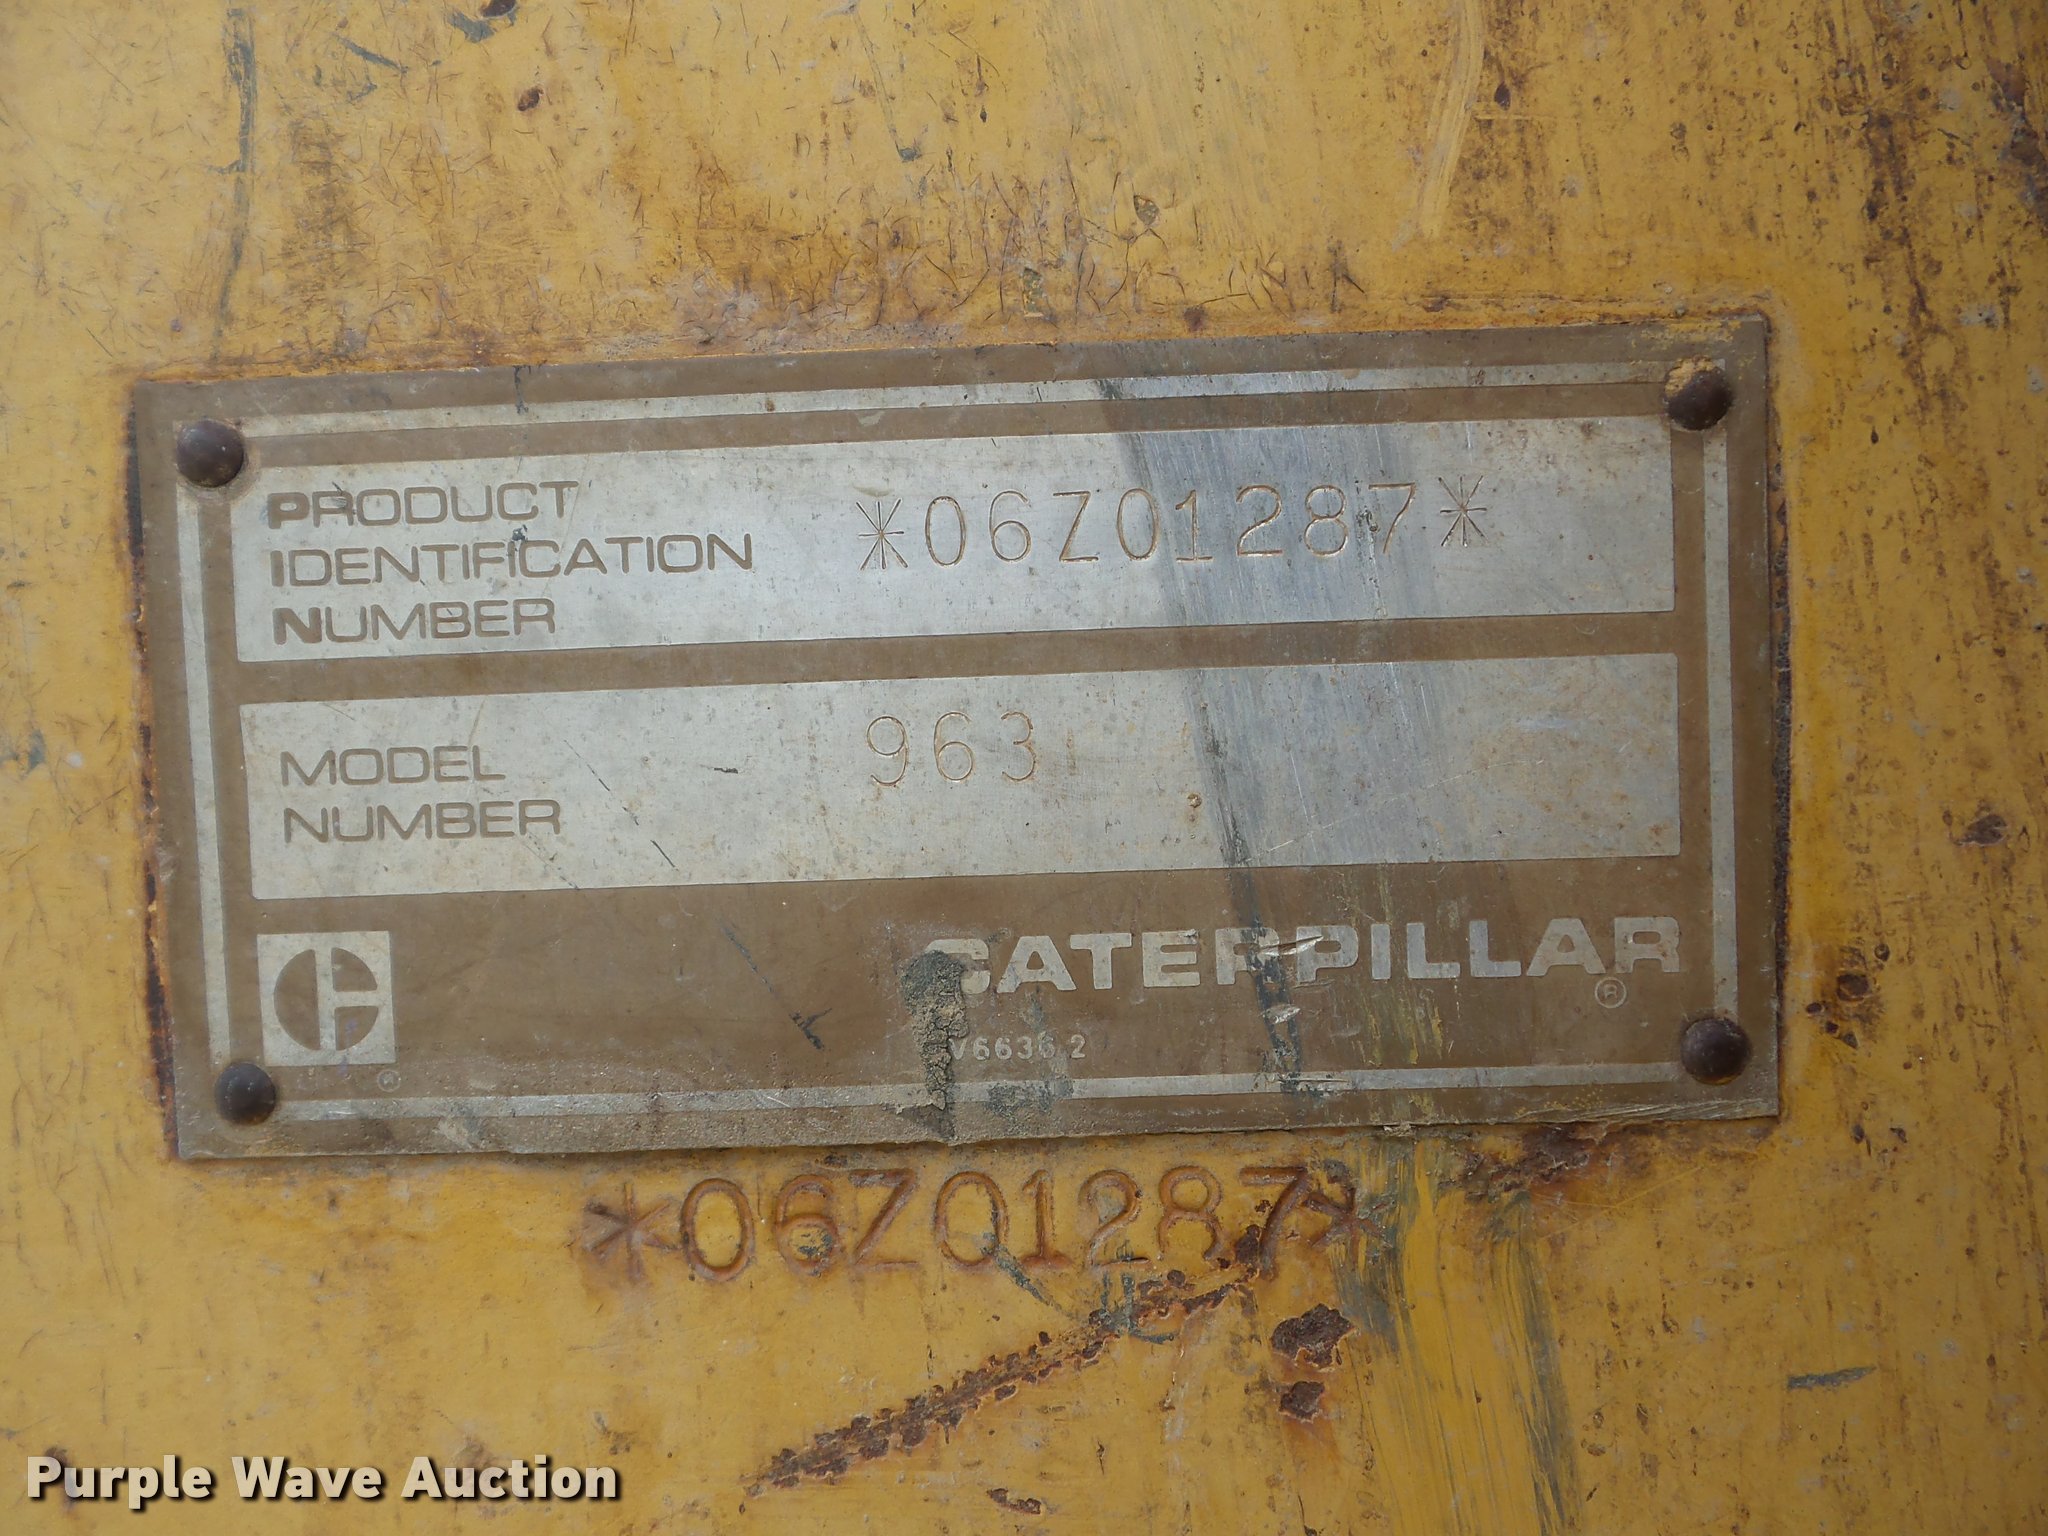 PRODUCT
IDENTIFICATION
NUMBER
*06Z01287*
MODEL
NUMBER
963
CATERPILLAR
®
®
V6636 2
*06Z01287*
Purple Wave Auction